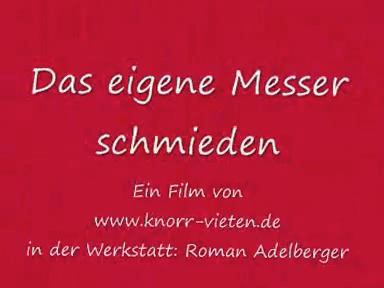 Das eigene Messer
schmieden
Ein Film von
www.knorr-vieten.de
in der Werkstatt: Roman Adelberger